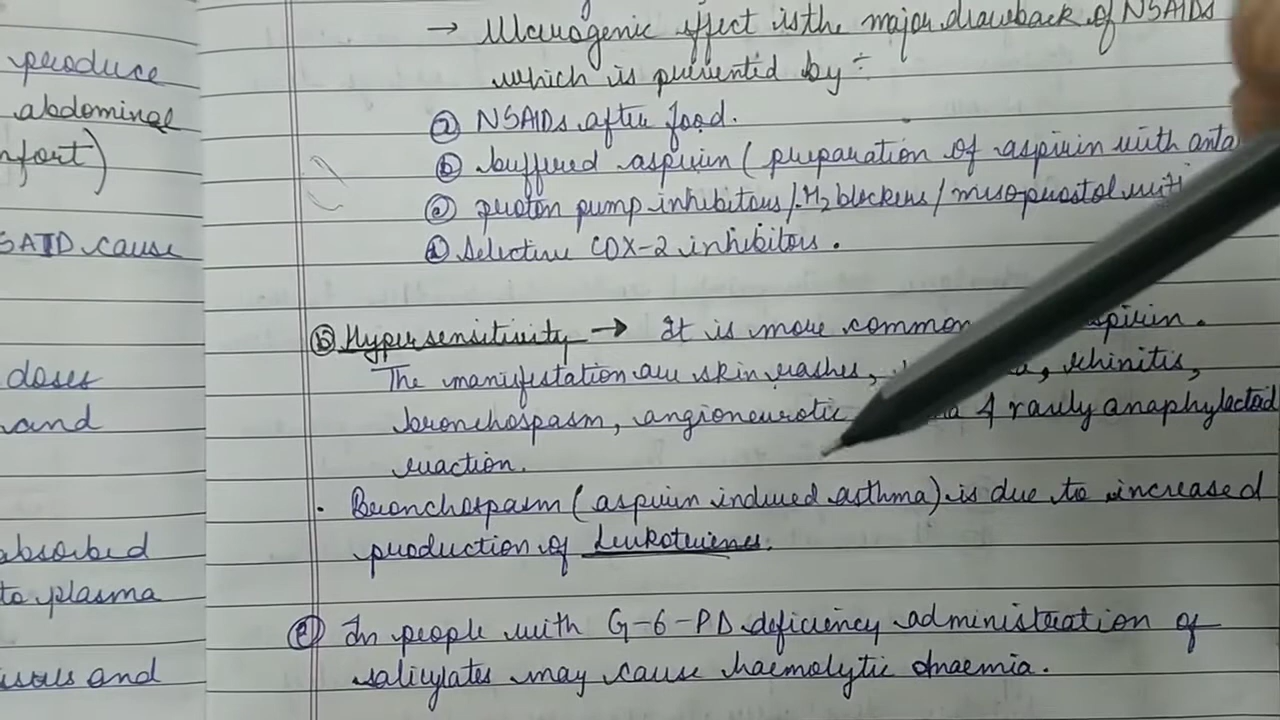 produce
abdominal
nfort)
SAID cause
doses
and
absorbed
to plasma
and
→ Ulcerogenic effect is the major drawback of NSAIDs
which is prevented by ÷
ⓐ NSAIDs after food.
ⓑ buffered aspirin ( preparation of aspirin with anta
ⓒ proton pump inhibitors / H2 blockers / misoprostol with
ⓓ Selective COX-2 inhibitors.
ⓑ Hypersensitivity → It is more common
The manifestation are skin rashes, rhinitis,
bronchospasm, angioneurotic & rarely anaphylactoid
reaction.
. Bronchospasm ( aspirin induced asthma) is due to increased
production of Leukotrienes.
ⓒ In people with G-6-PD deficiency administration of
salicylates may cause haemolytic anaemia.